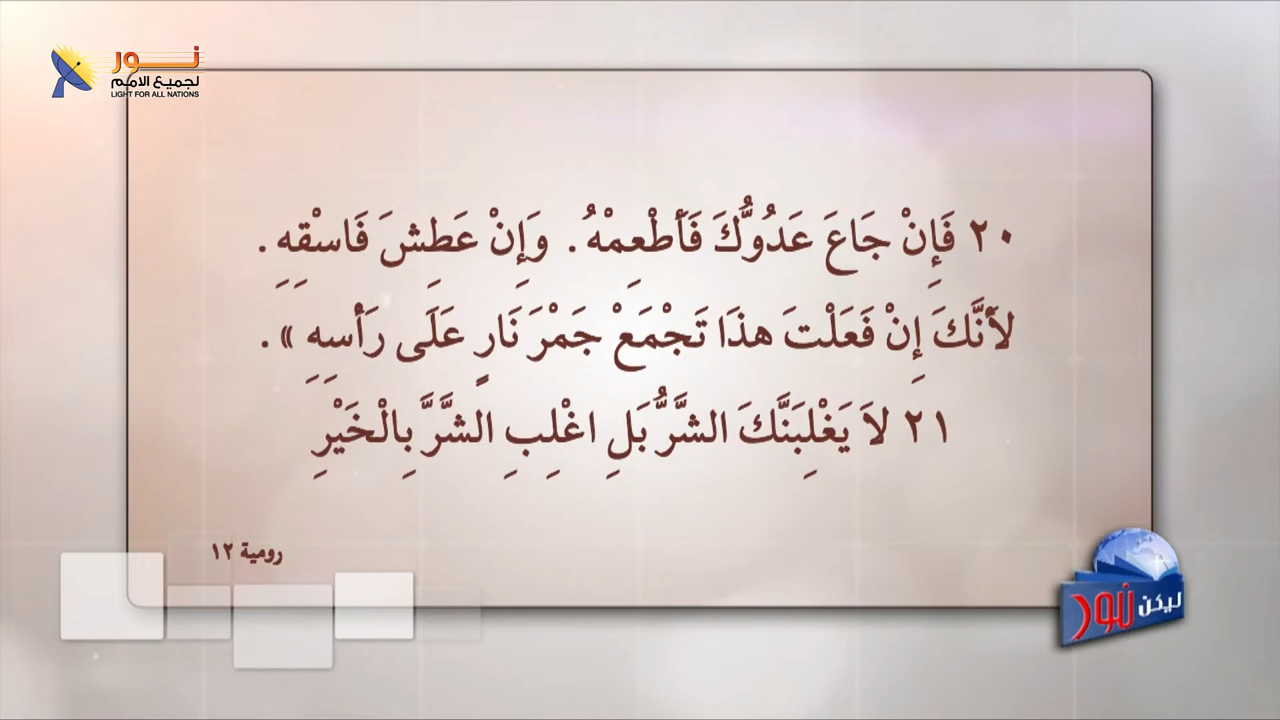 نور
لجميع الامم
LIGHT FOR ALL NATIONS
٢٠ فَإِنْ جَاعَ عَدُوُّكَ فَأَطْعِمْهُ. وَإِنْ عَطِشَ فَاسْقِهِ.
لأَنَّكَ إِنْ فَعَلْتَ هذَا تَجْمَعْ جَمْرَ نَارٍ عَلَى رَأْسِهِ».
٢١ لاَ يَغْلِبَنَّكَ الشَّرُّ بَلِ اغْلِبِ الشَّرَّ بِالْخَيْرِ
رومية ١٢
ليكن نور